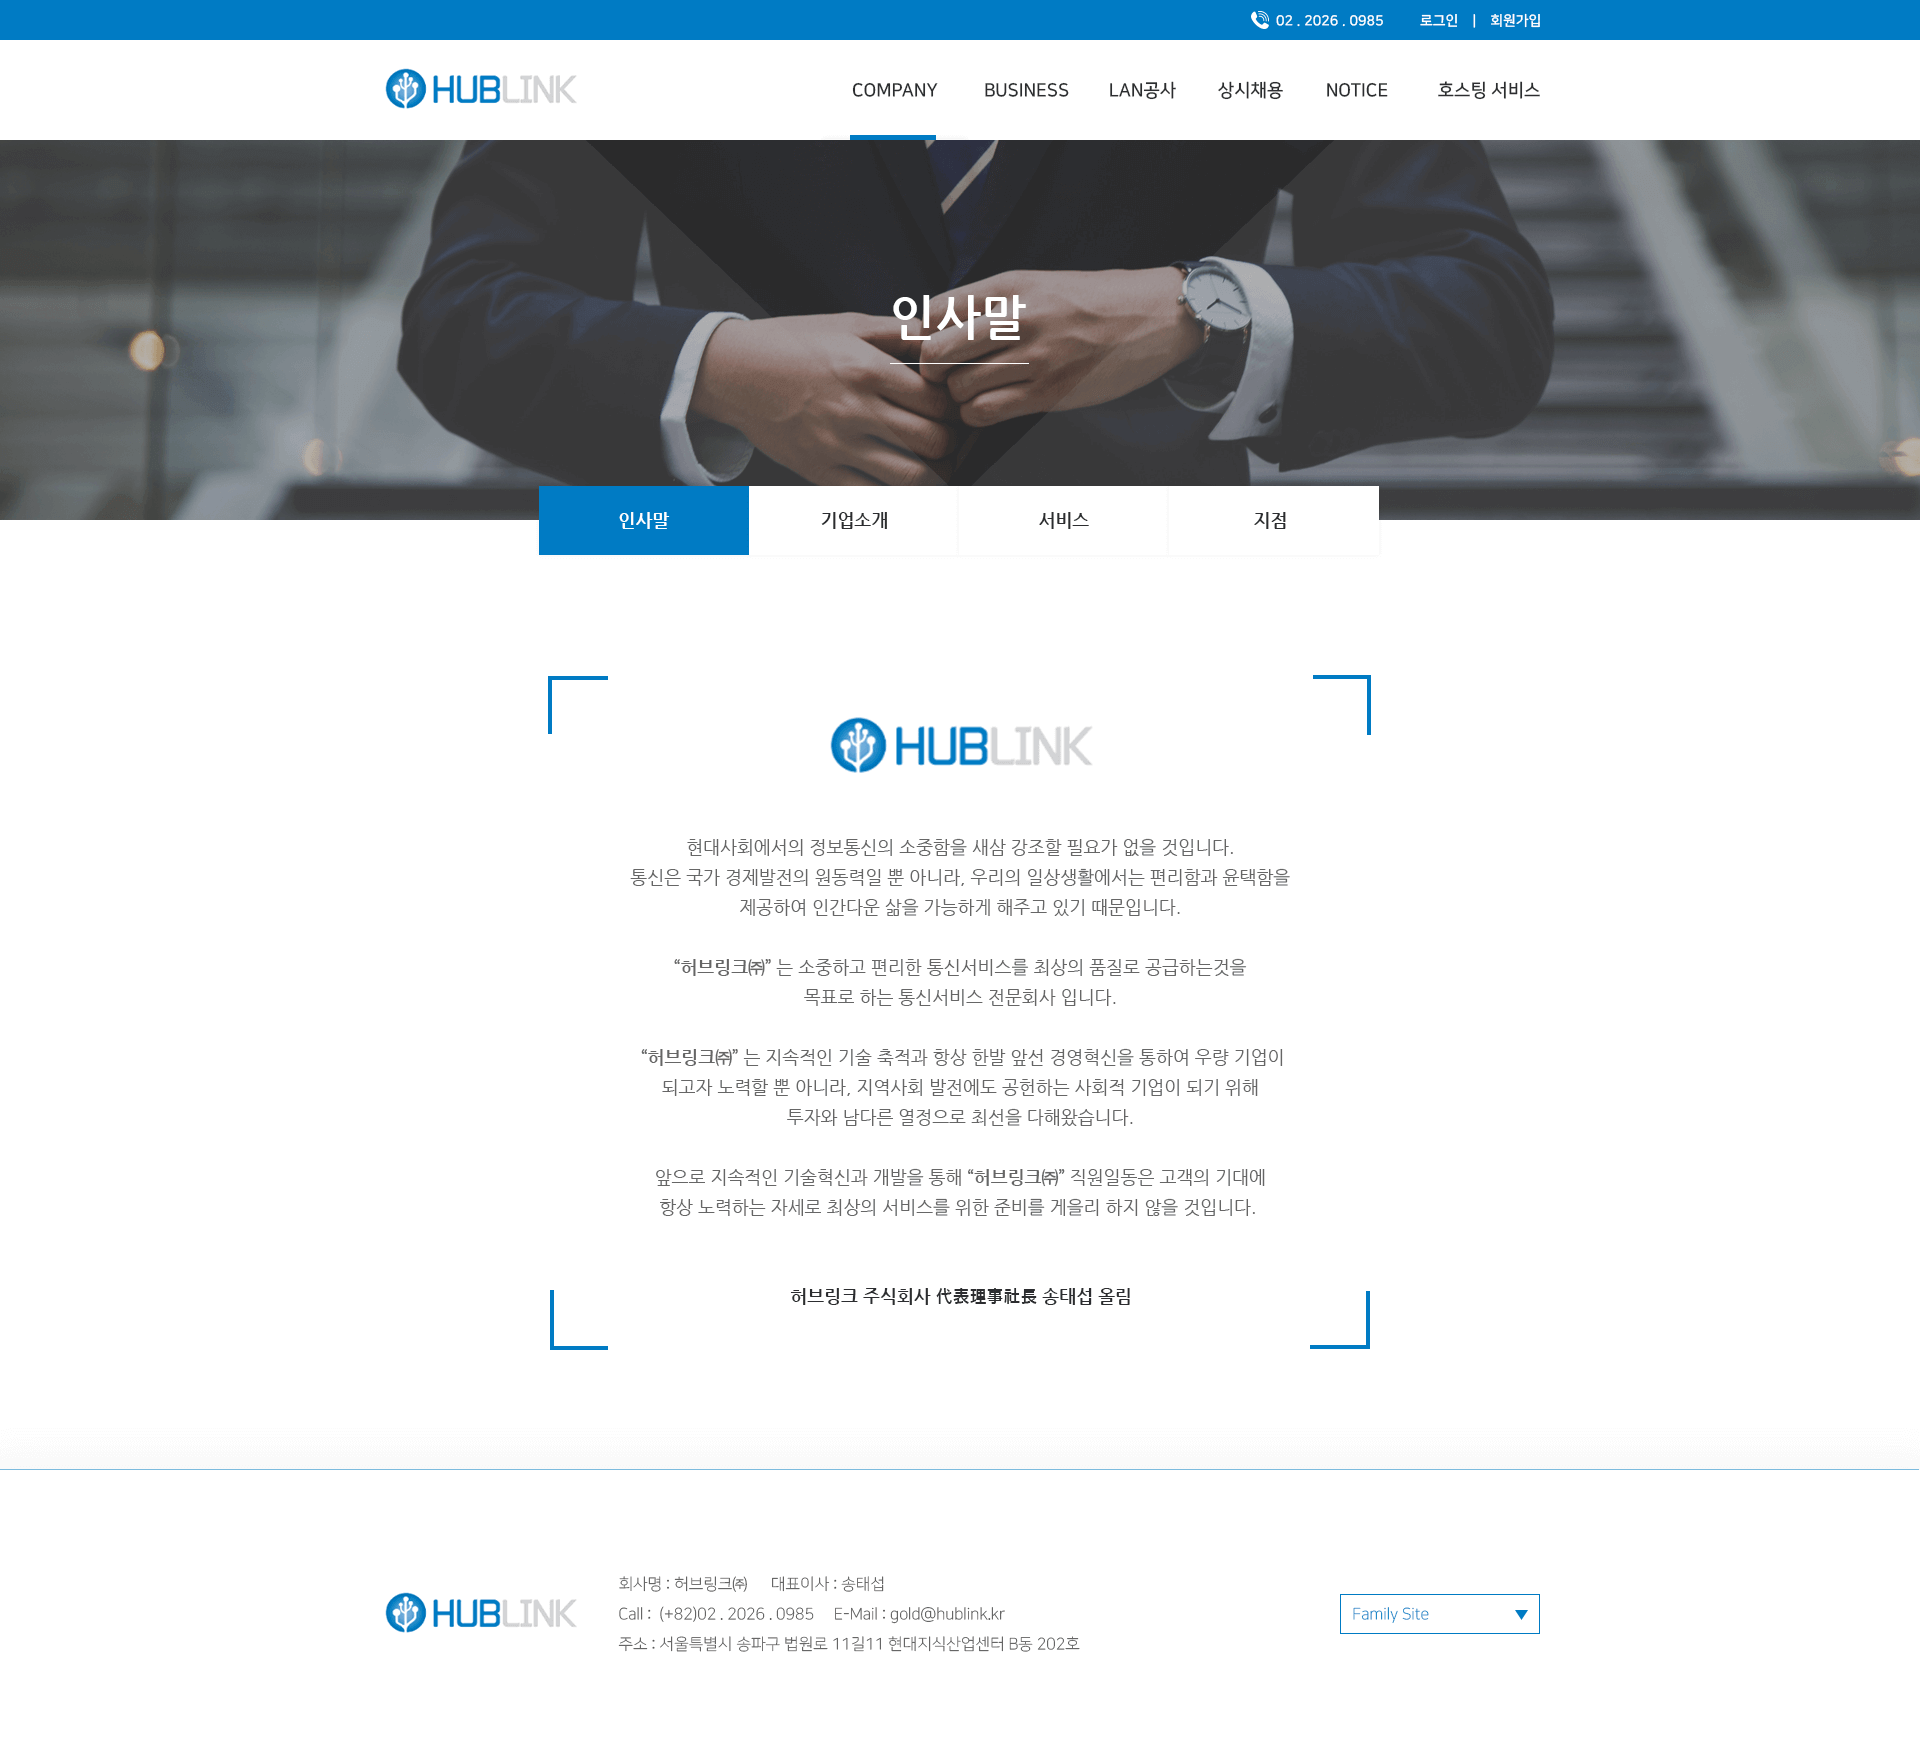 02 . 2026 . 0985 로그인 | 회원가입
HUBLINK COMPANY BUSINESS LAN공사 상시채용 NOTICE 호스팅 서비스
인사말
인사말 기업소개 서비스 지점
HUBLINK
현대사회에서의 정보통신의 소중함을 새삼 강조할 필요가 없을 것입니다.
통신은 국가 경제발전의 원동력일 뿐 아니라, 우리의 일상생활에서는 편리함과 윤택함을
제공하여 인간다운 삶을 가능하게 해주고 있기 때문입니다.
“허브링크㈜” 는 소중하고 편리한 통신서비스를 최상의 품질로 공급하는것을
목표로 하는 통신서비스 전문회사 입니다.
“허브링크㈜” 는 지속적인 기술 축적과 항상 한발 앞선 경영혁신을 통하여 우량 기업이
되고자 노력할 뿐 아니라, 지역사회 발전에도 공헌하는 사회적 기업이 되기 위해
투자와 남다른 열정으로 최선을 다해왔습니다.
앞으로 지속적인 기술혁신과 개발을 통해 “허브링크㈜” 직원일동은 고객의 기대에
항상 노력하는 자세로 최상의 서비스를 위한 준비를 게을리 하지 않을 것입니다.
허브링크 주식회사 代表理事社長 송태섭 올림
회사명 : 허브링크㈜ 대표이사 : 송태섭
HUBLINK Call : (+82)02 . 2026 . 0985 E-Mail : gold@hublink.kr Family Site
주소 : 서울특별시 송파구 법원로 11길11 현대지식산업센터 B동 202호